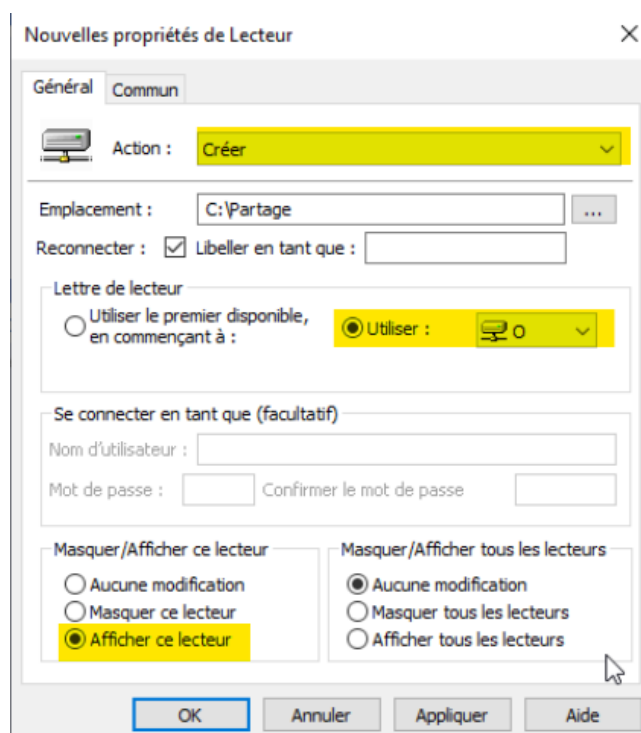 Nouvelles propriétés de Lecteur
Général Commun
Action : Créer
Emplacement : C:\Partage ...
Reconnecter : Libeller en tant que :
Lettre de lecteur
Utiliser le premier disponible,
en commençant à :
Utiliser : O
Se connecter en tant que (facultatif)
Nom d'utilisateur :
Mot de passe : Confirmer le mot de passe
Masquer/Afficher ce lecteur
Aucune modification
Masquer ce lecteur
Afficher ce lecteur
Masquer/Afficher tous les lecteurs
Aucune modification
Masquer tous les lecteurs
Afficher tous les lecteurs
OK Annuler Appliquer Aide